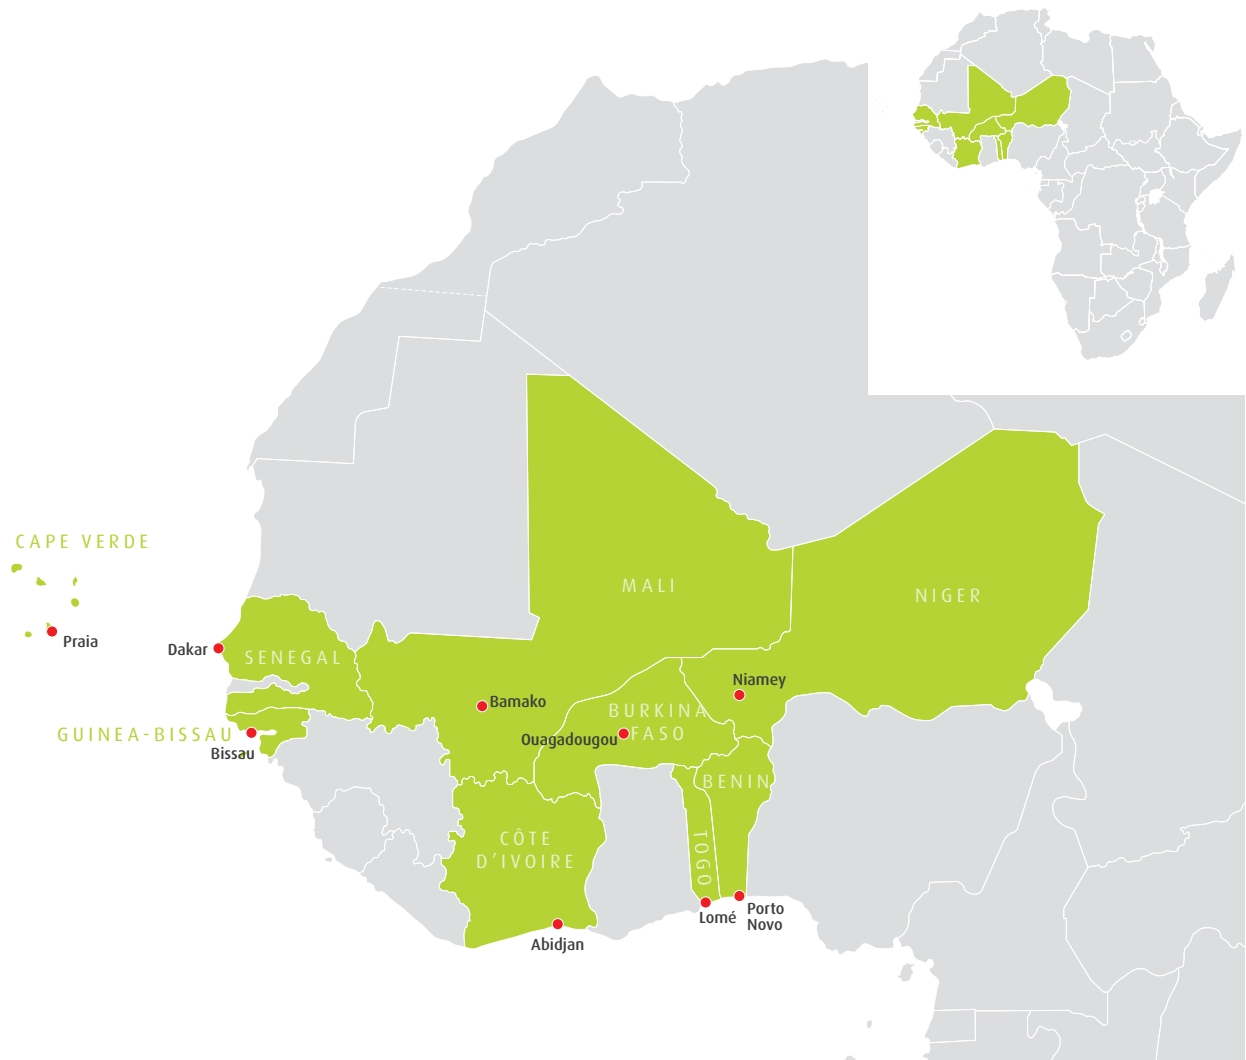 CAPE VERDE
MALI
NIGER
Praia
Dakar
SENEGAL
Niamey
Bamako
BURKINA
FASO
GUINEA-BISSAU
Ouagadougou
Bissau
BENIN
CÔTE
D'IVOIRE
TOGO
Lomé
Porto
Novo
Abidjan